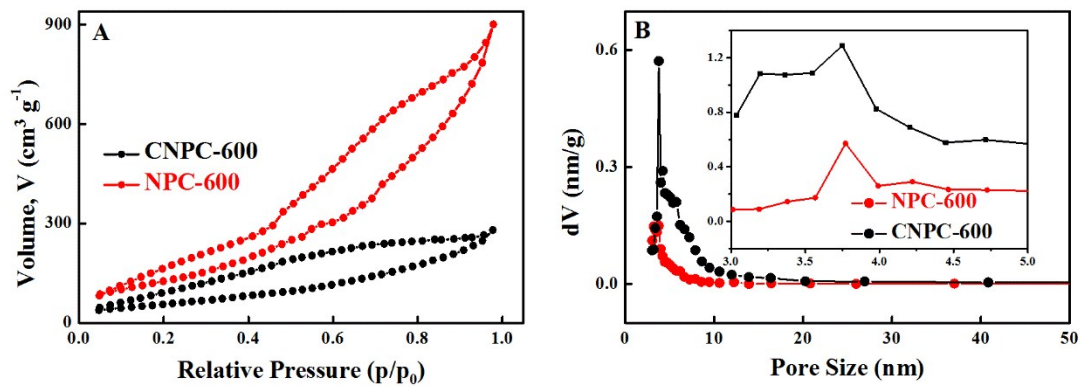 A
Volume, V (cm³ g⁻¹)
900
600
300
0
CNPC-600
NPC-600
0.0 0.2 0.4 0.6 0.8 1.0
Relative Pressure (p/p₀)
B
dV (nm/g)
0.6
0.3
0.0
1.2
0.6
0.0
3.0 3.5 4.0 4.5 5.0
NPC-600
CNPC-600
0 10 20 30 40 50
Pore Size (nm)